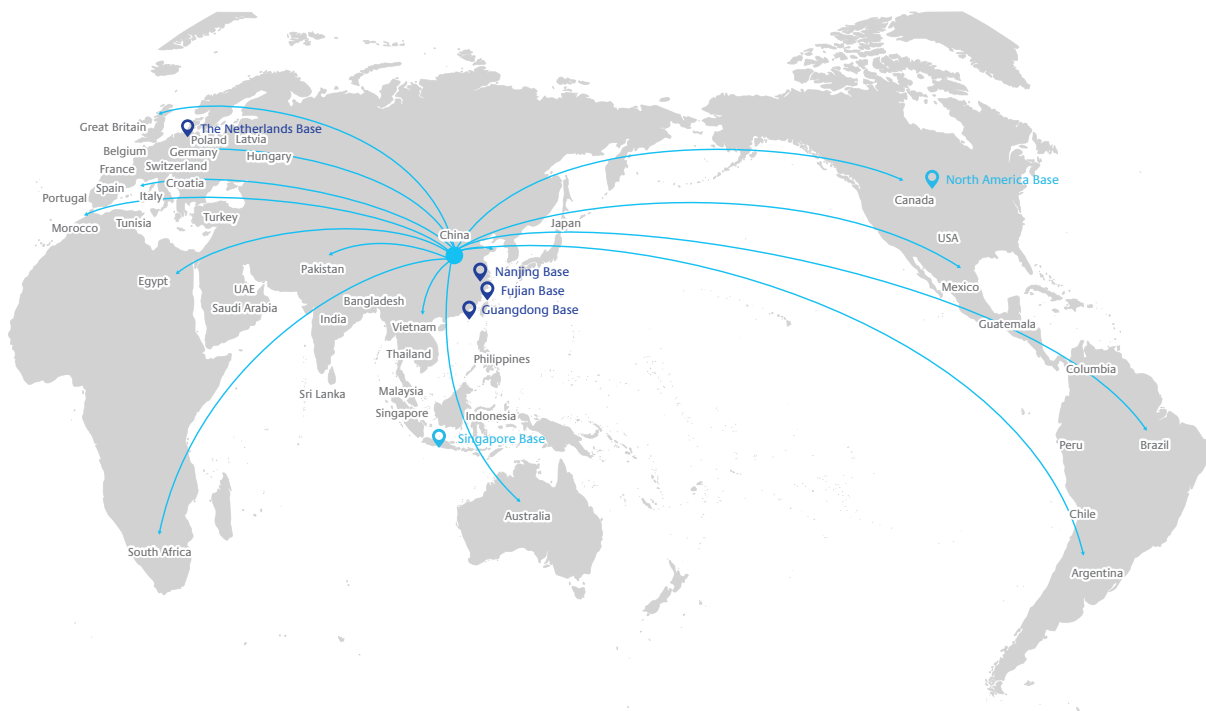 Great Britain
The Netherlands Base
Poland
Latvia
Belgium
Germany
Hungary
France
Switzerland
Spain
Croatia
Portugal
Italy
Morocco
Tunisia
Turkey
China
Japan
Egypt
Pakistan
UAE
Saudi Arabia
Bangladesh
India
Nanjing Base
Fujian Base
Guangdong Base
Vietnam
Thailand
Philippines
Sri Lanka
Malaysia
Singapore
Indonesia
Singapore Base
Australia
South Africa
North America Base
Canada
USA
Mexico
Guatemala
Columbia
Peru
Brazil
Chile
Argentina